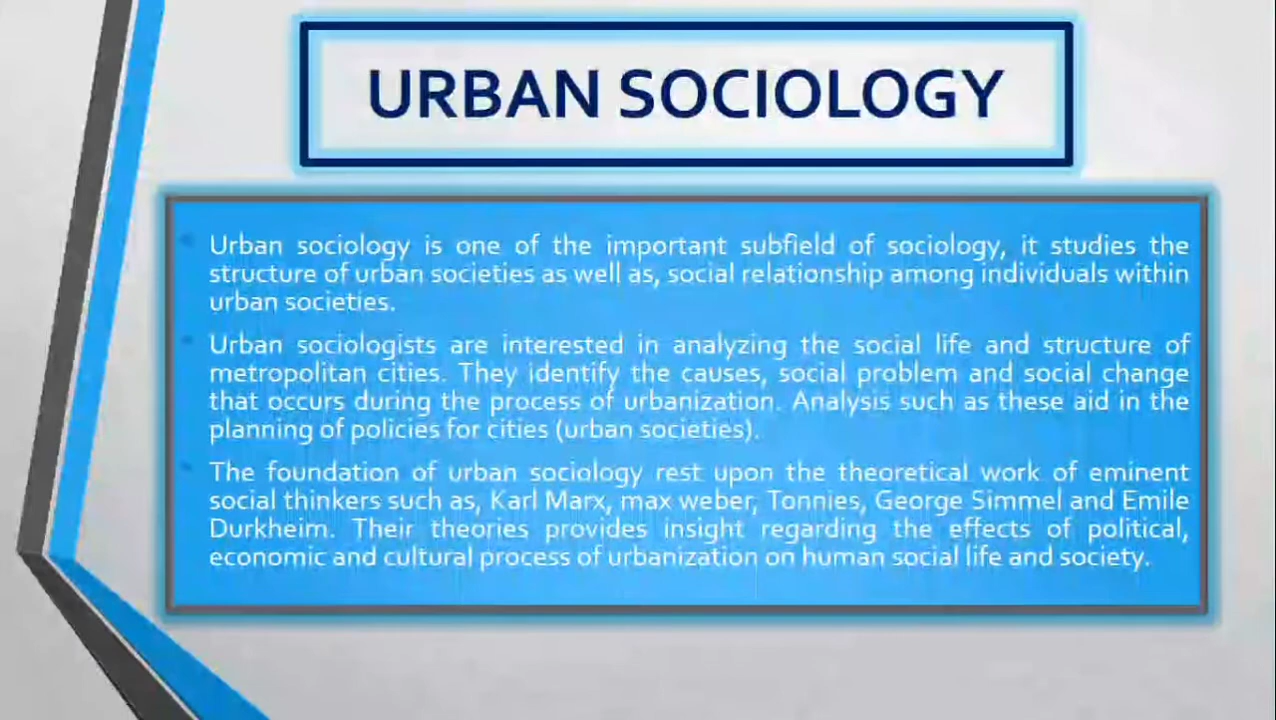 URBAN SOCIOLOGY
Urban sociology is one of the important subfield of sociology, it studies the
structure of urban societies as well as, social relationship among individuals within
urban societies.
Urban sociologists are interested in analyzing the social life and structure of
metropolitan cities. They identify the causes, social problem and social change
that occurs during the process of urbanization. Analysis such as these aid in the
planning of policies for cities (urban societies).
The foundation of urban sociology rest upon the theoretical work of eminent
social thinkers such as, Karl Marx, max weber, Tonnies, George Simmel and Emile
Durkheim. Their theories provides insight regarding the effects of political,
economic and cultural process of urbanization on human social life and society.